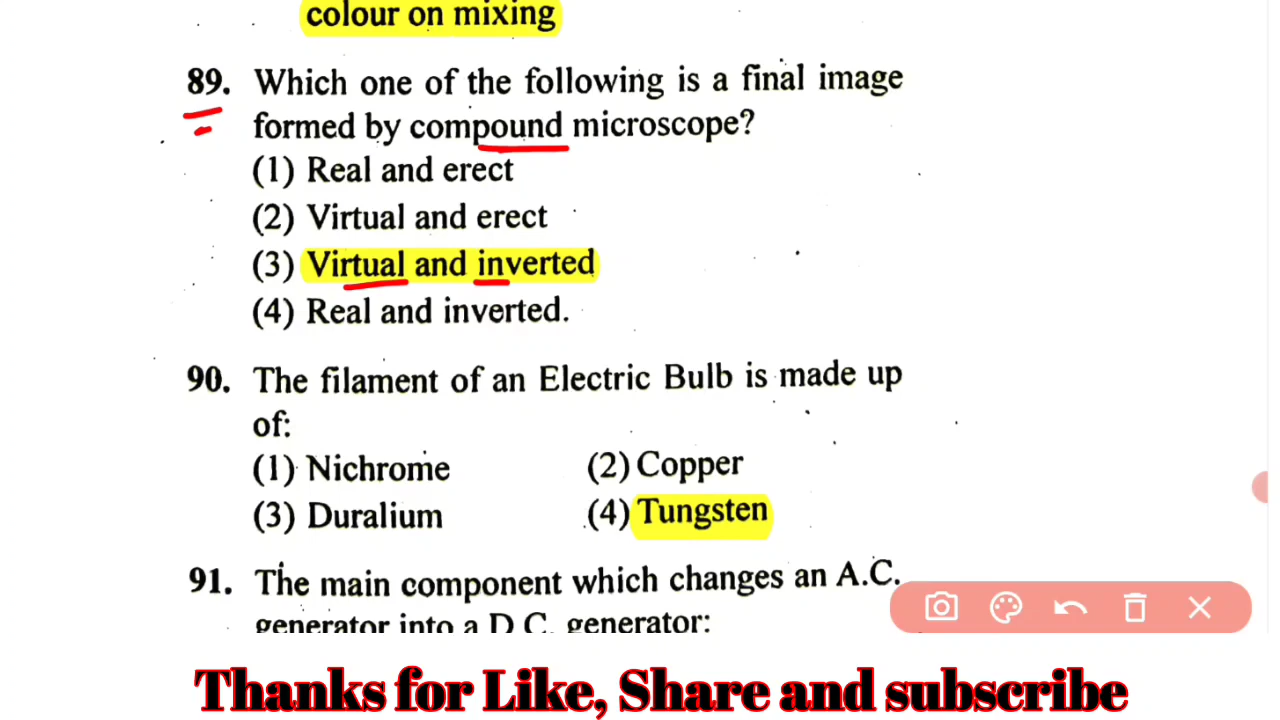 colour on mixing
89. Which one of the following is a final image
formed by compound microscope?
(1) Real and erect
(2) Virtual and erect
(3) Virtual and inverted
(4) Real and inverted.
90. The filament of an Electric Bulb is made up
of:
(1) Nichrome (2) Copper
(3) Duralium (4) Tungsten
91. The main component which changes an A.C.
generator into a D.C. generator:
Thanks for Like, Share and subscribe